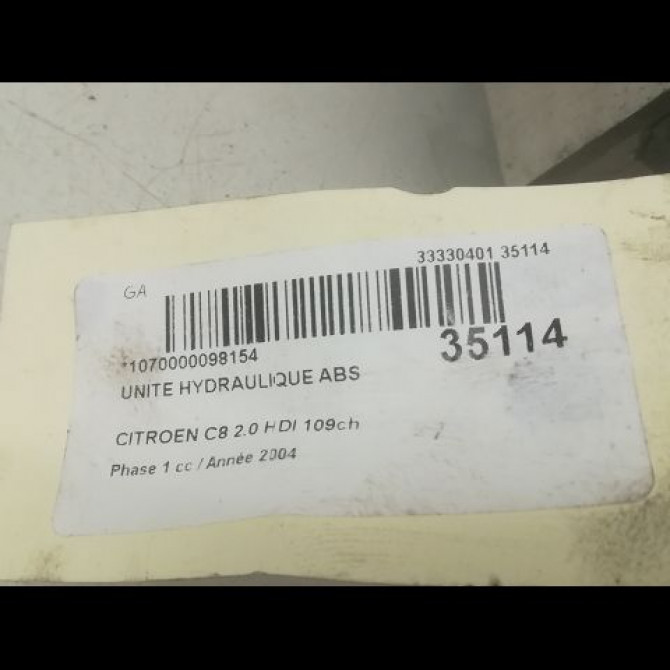 33330401 35114
GA
*1070000098154
35114
UNITE HYDRAULIQUE ABS
CITROEN C8 2.0 HDI 109ch
Phase 1 cc / Année 2004